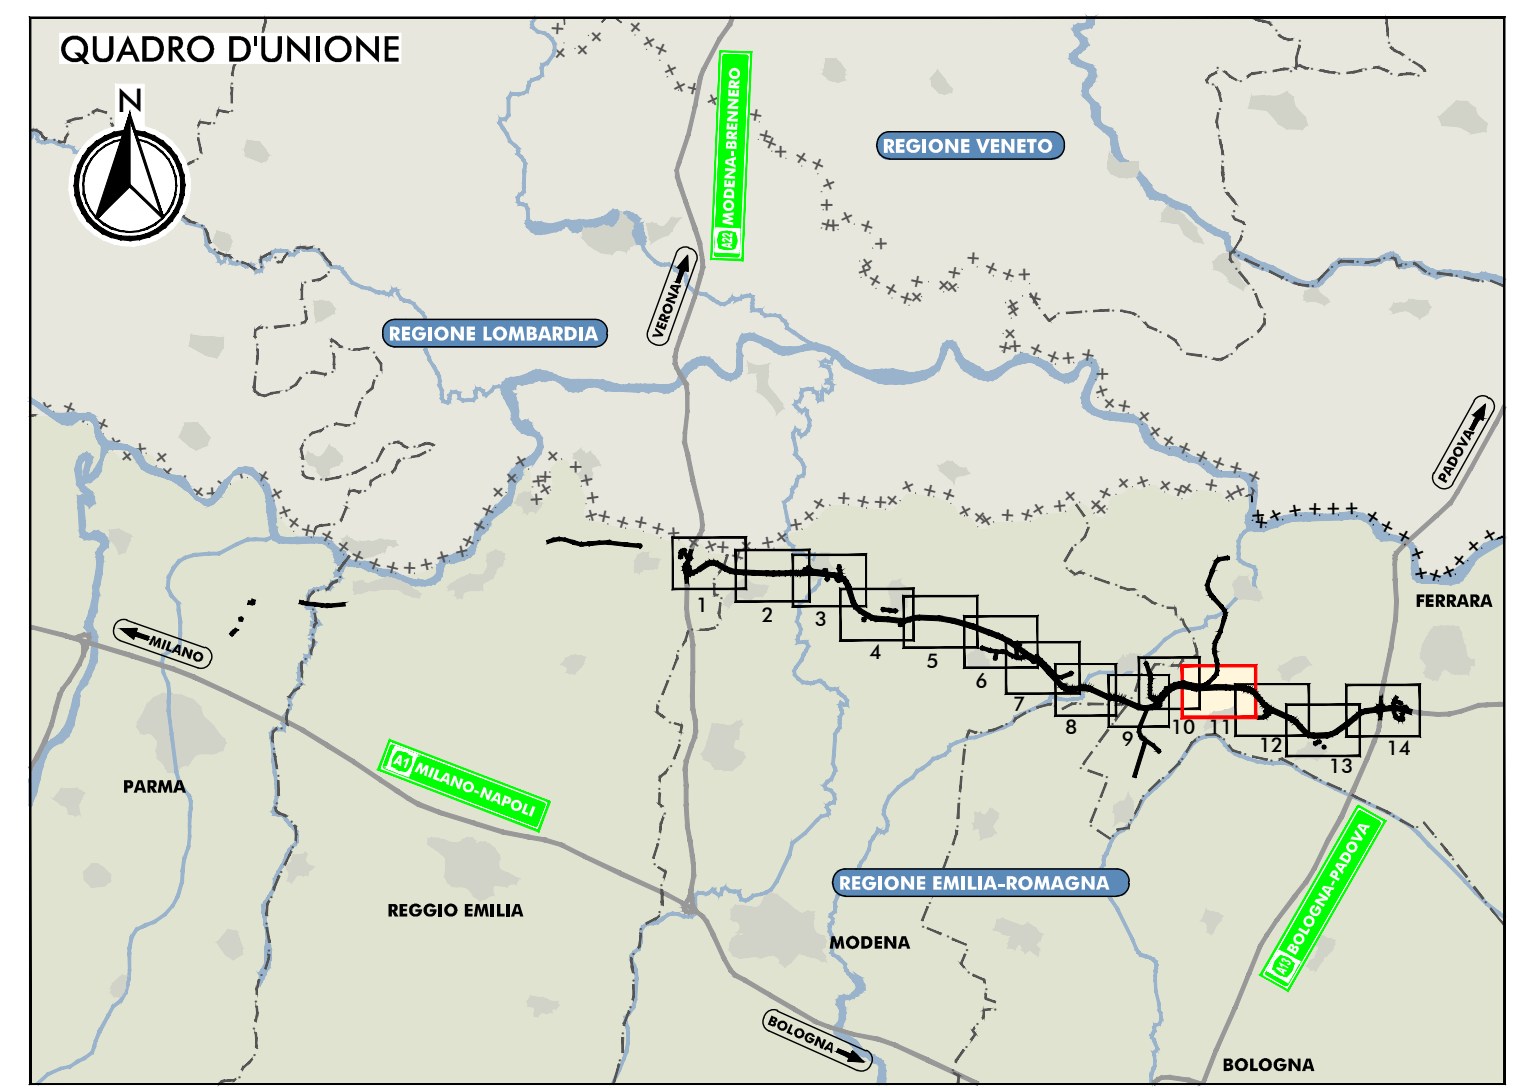 QUADRO D'UNIONE
N
A22 MODENA-BRENNERO
REGIONE VENETO
VERONA
REGIONE LOMBARDIA
PADOVA
FERRARA
MILANO
1
2
3
4
5
6
7
8
9
10
11
12
13
14
PARMA
A1 MILANO-NAPOLI
REGIONE EMILIA-ROMAGNA
A13 BOLOGNA-PADOVA
REGGIO EMILIA
MODENA
BOLOGNA
BOLOGNA